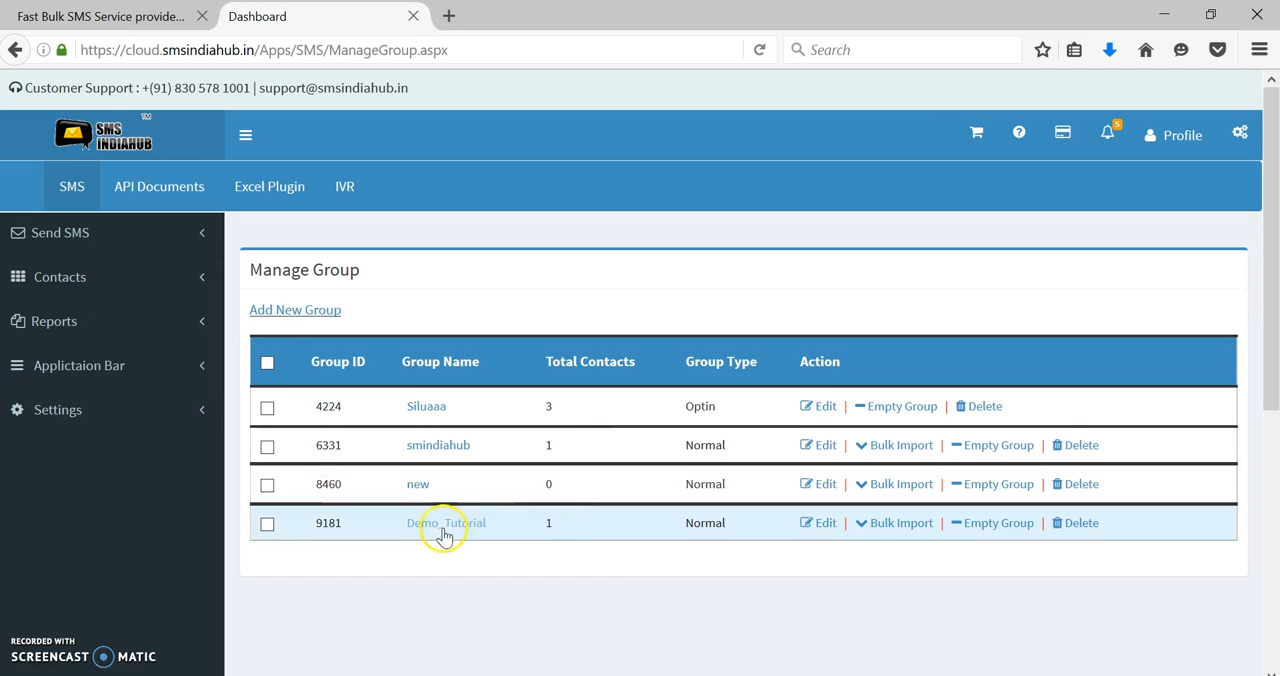 Fast Bulk SMS Service provide...
Dashboard
https://cloud.smsindiahub.in/Apps/SMS/ManageGroup.aspx
Search
Customer Support : +(91) 830 578 1001 | support@smsindiahub.in
SMS INDIAHUB TM
5
Profile
SMS API Documents Excel Plugin IVR
Send SMS
Contacts
Reports
Applictaion Bar
Settings
Manage Group
Add New Group
Group ID Group Name Total Contacts Group Type Action
4224 Siluaaa 3 Optin Edit | Empty Group | Delete
6331 smindiahub 1 Normal Edit | Bulk Import | Empty Group | Delete
8460 new 0 Normal Edit | Bulk Import | Empty Group | Delete
9181 Demo_Tutorial 1 Normal Edit | Bulk Import | Empty Group | Delete
RECORDED WITH
SCREENCAST MATIC